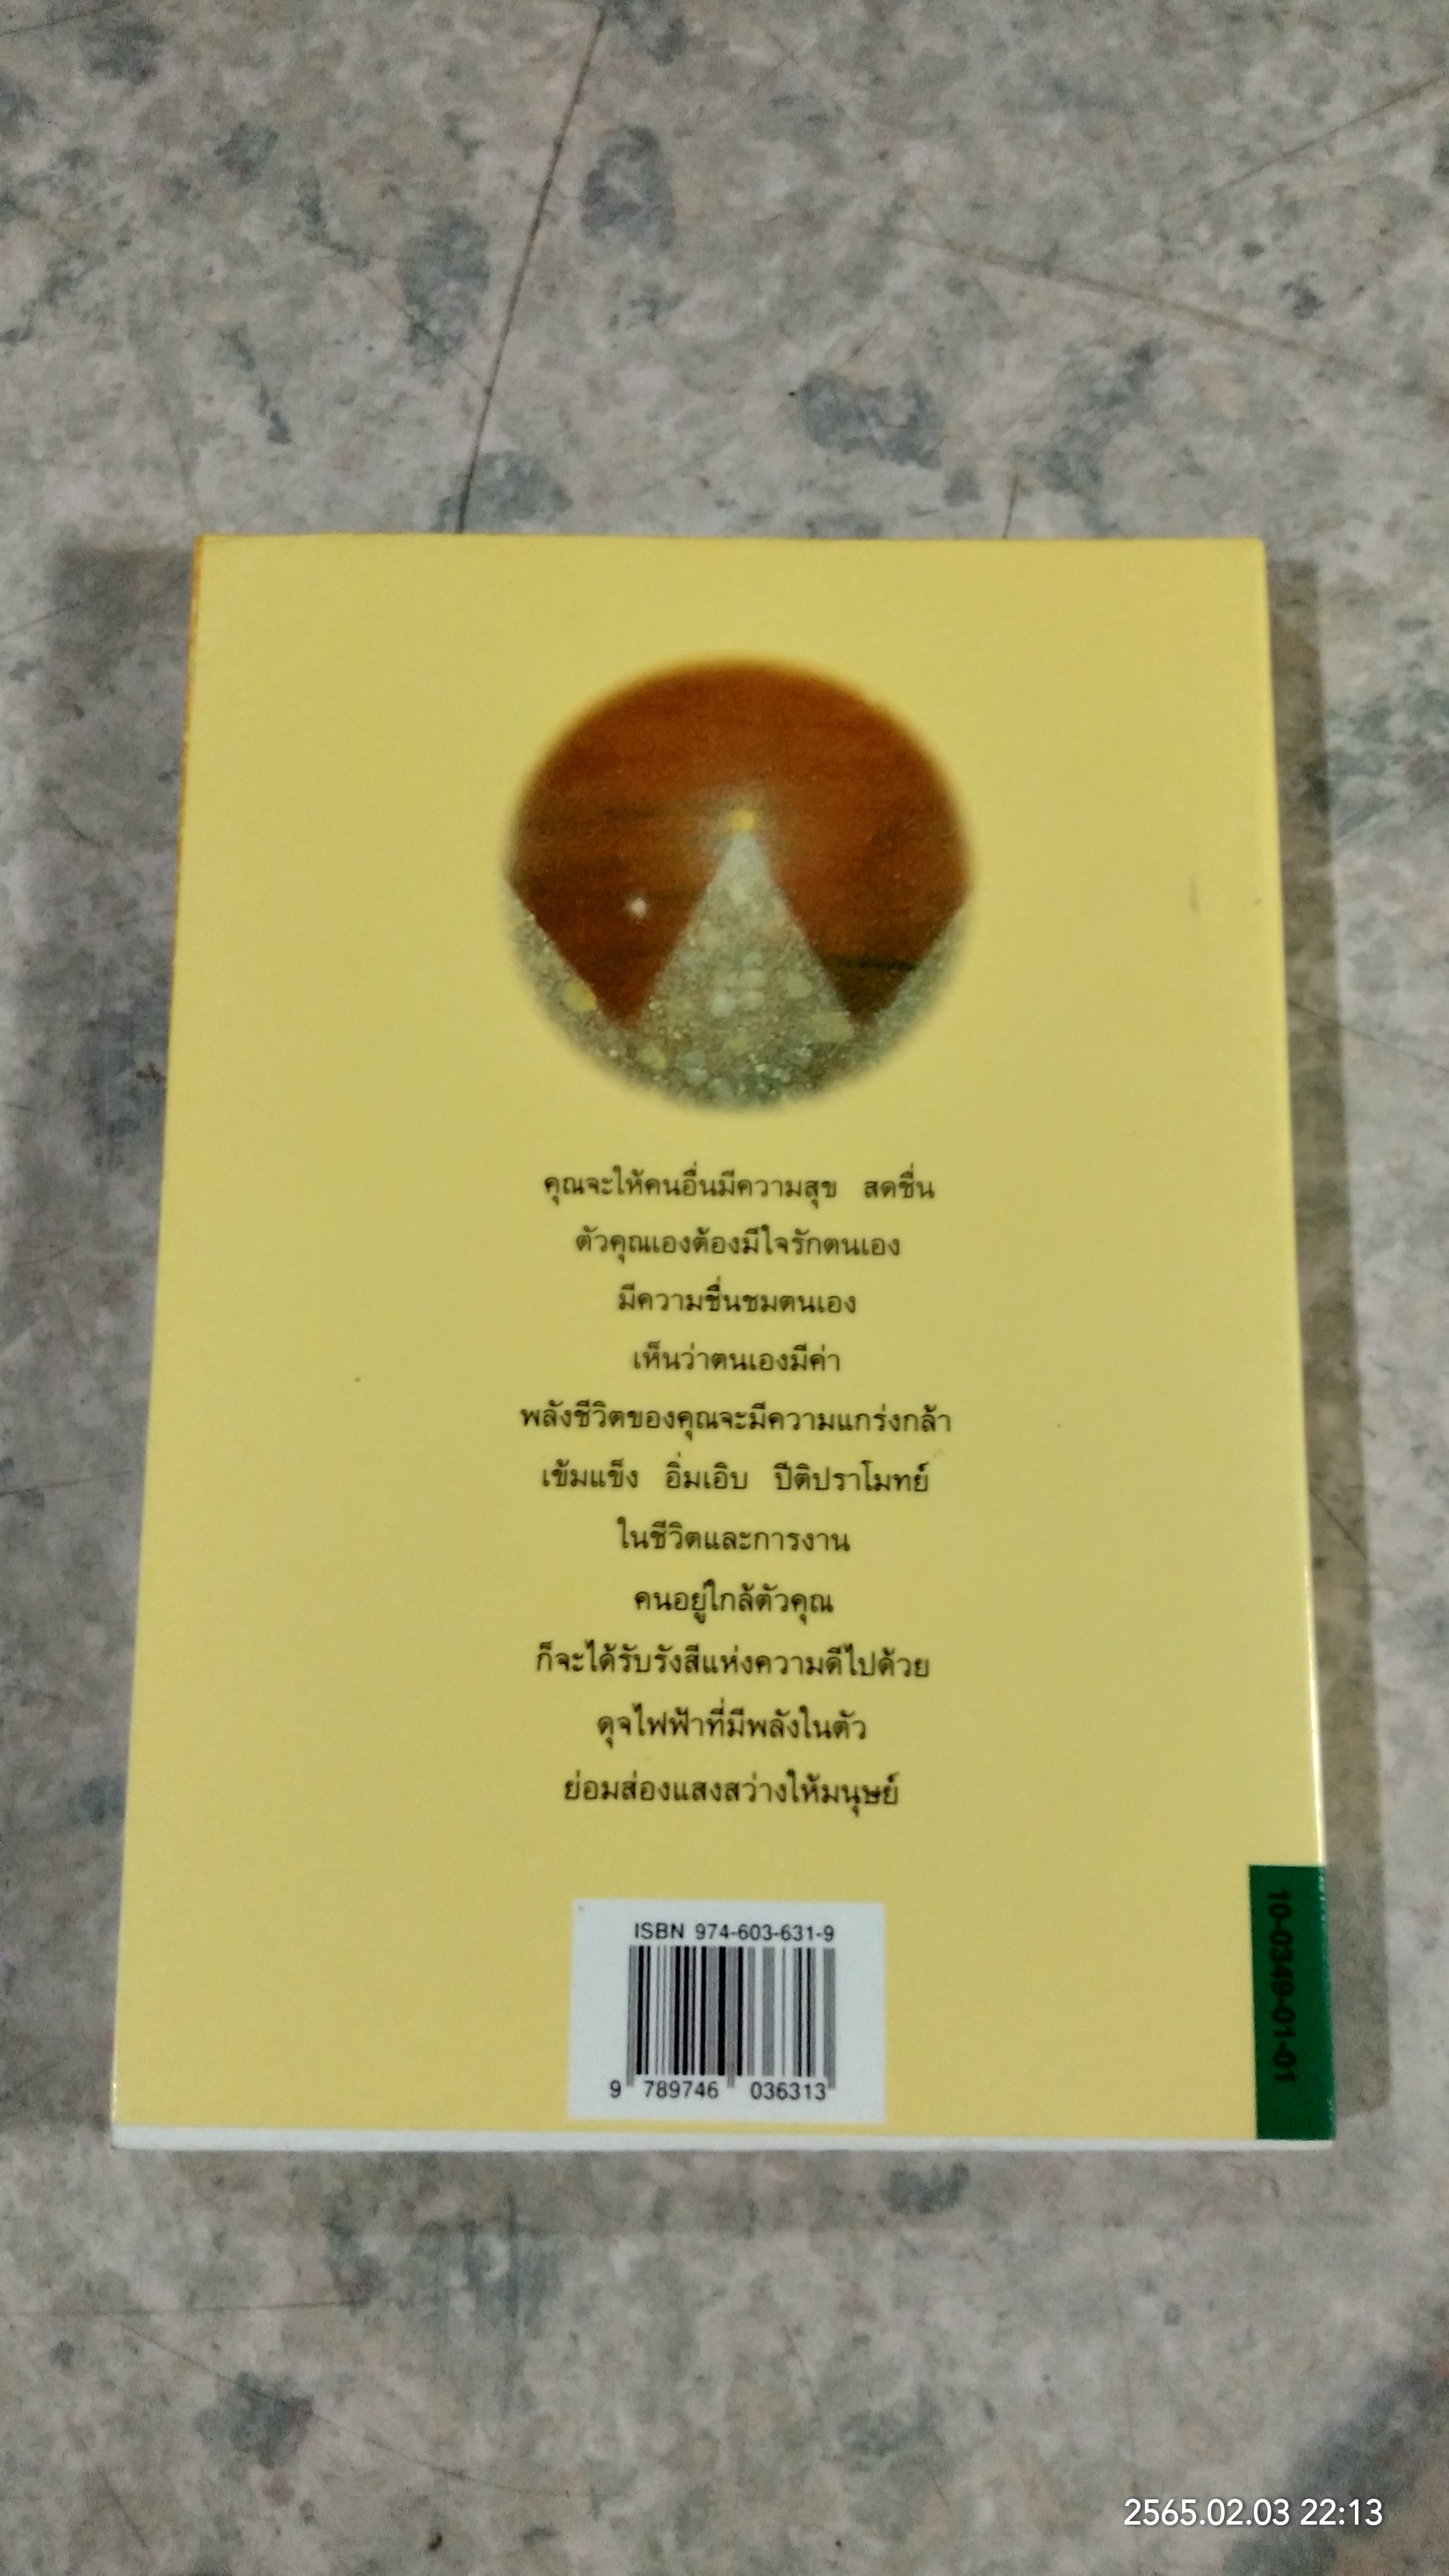 คุณจะให้คนอื่นมีความสุข สดชื่น
ตัวคุณเองต้องมีใจรักตนเอง
มีความชื่นชมตนเอง
เห็นว่าตนเองมีค่า
พลังชีวิตของคุณจะมีความแกร่งกล้า
เข้มแข็ง อิ่มเอิบ ปีติปราโมทย์
ในชีวิตและการงาน
คนอยู่ใกล้ตัวคุณ
ก็จะได้รับรังสีแห่งความดีไปด้วย
ดุจไฟฟ้าที่มีพลังในตัว
ย่อมส่องแสงสว่างให้มนุษย์
ISBN 974-603-631-9
9 789746 036313
10-0349-01-01
2565.02.03 22:13